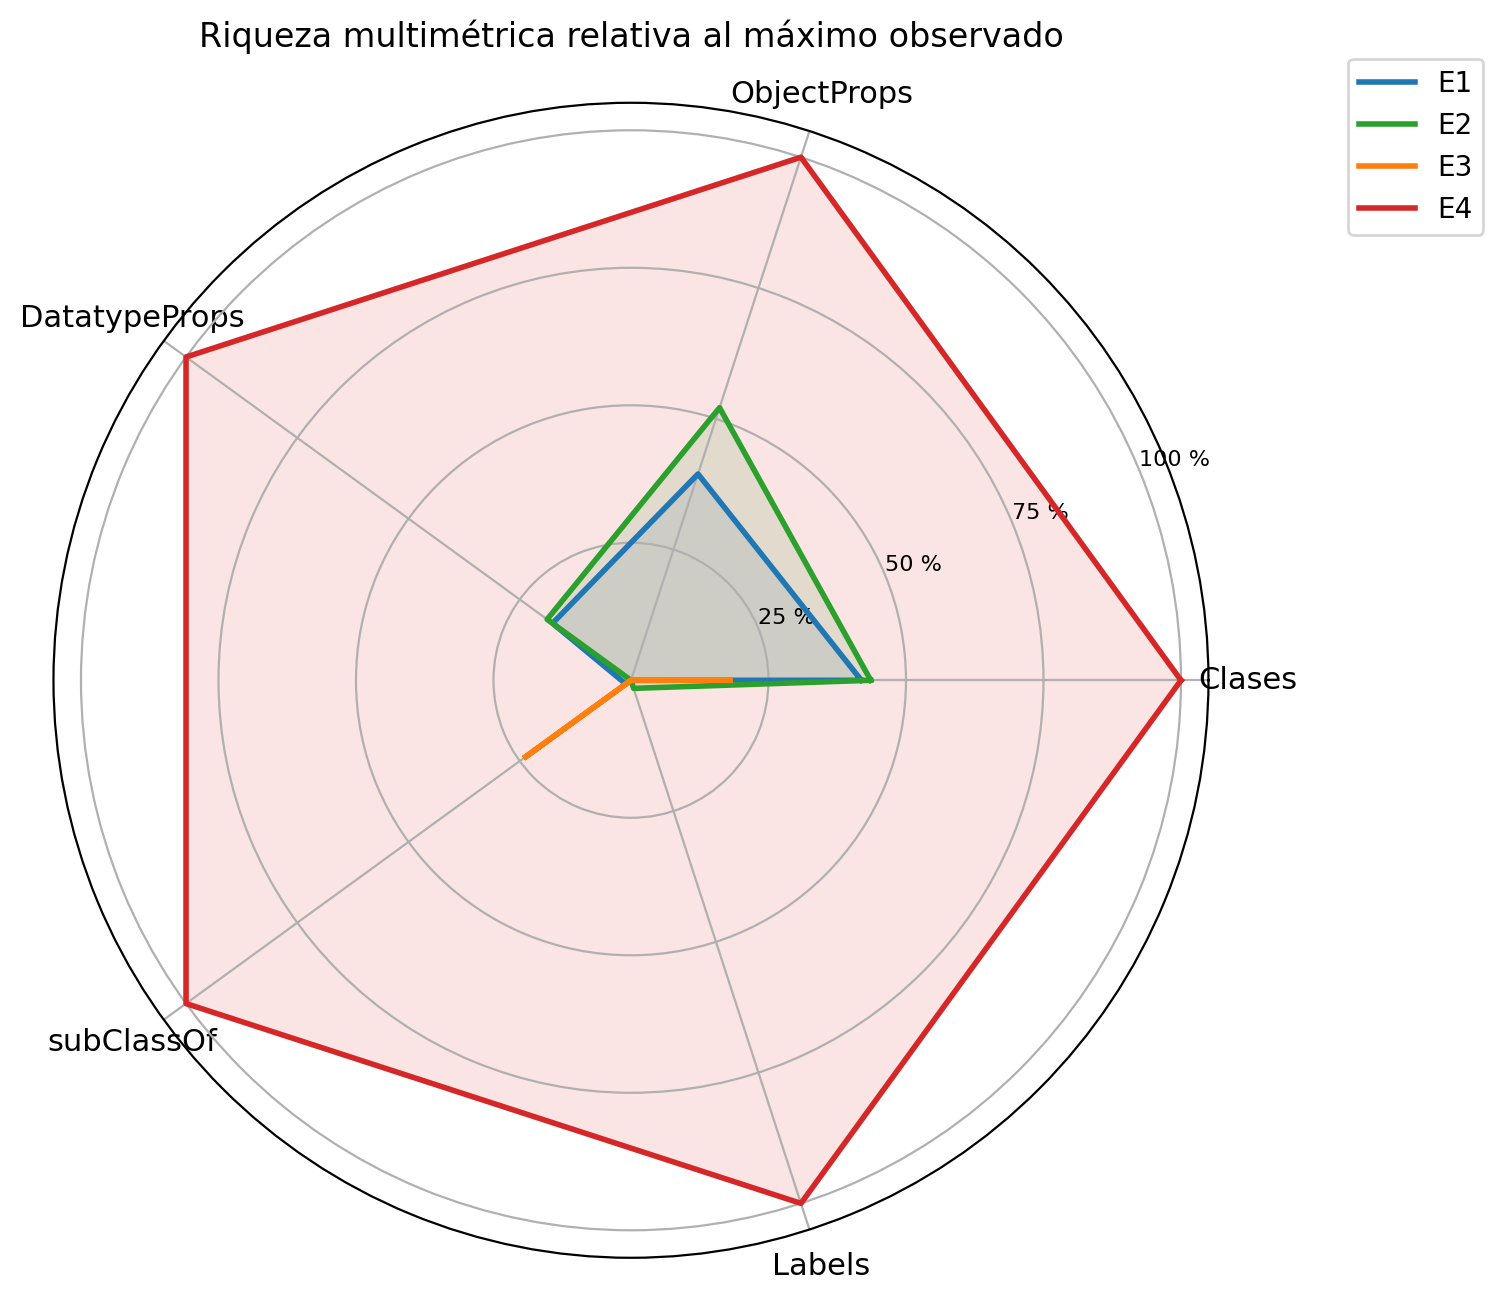 Riqueza multimétrica relativa al máximo observado
E1
E2
E3
E4
ObjectProps
DatatypeProps
100 %
75 %
50 %
25 %
Clases
subClassOf
Labels